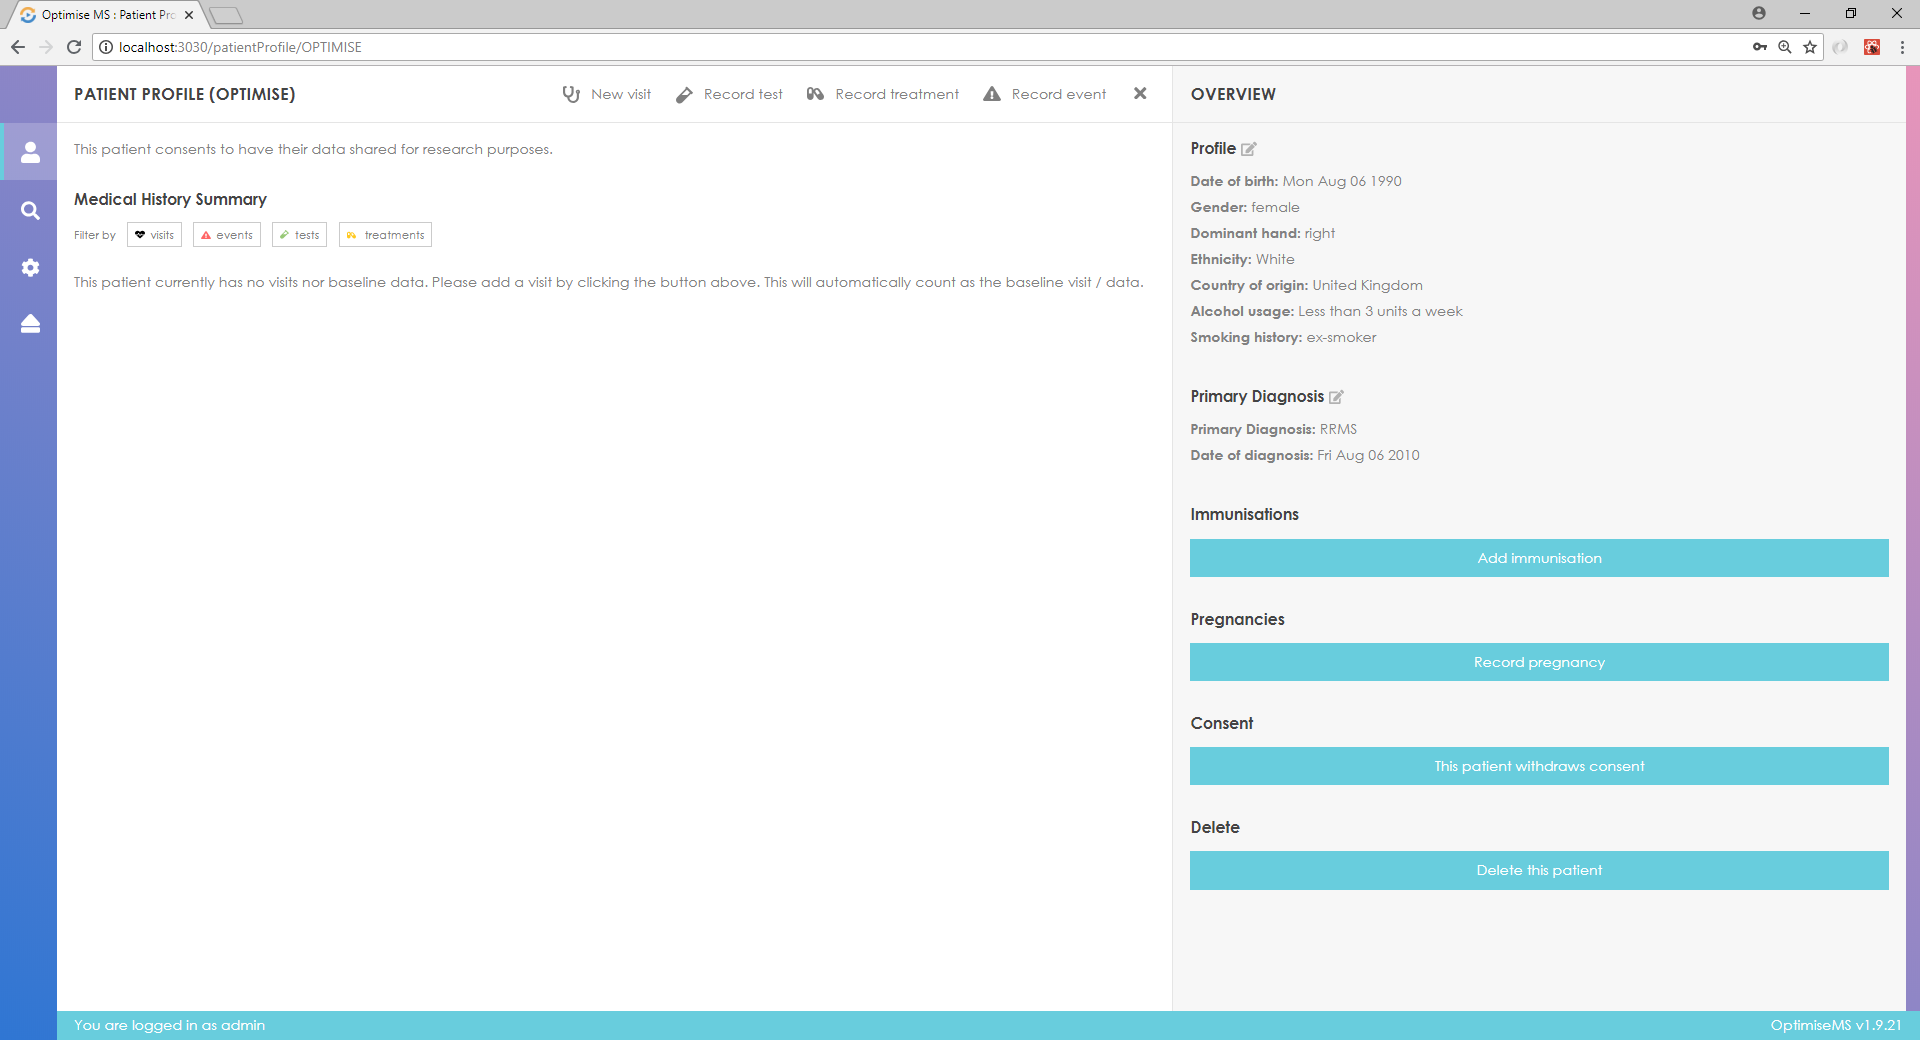 Optimise MS : Patient Pro
localhost:3030/patientProfile/OPTIMISE
PATIENT PROFILE (OPTIMISE)
New visit
Record test
Record treatment
Record event
This patient consents to have their data shared for research purposes.
Medical History Summary
Filter by
visits
events
tests
treatments
This patient currently has no visits nor baseline data. Please add a visit by clicking the button above. This will automatically count as the baseline visit / data.
OVERVIEW
Profile
Date of birth: Mon Aug 06 1990
Gender: female
Dominant hand: right
Ethnicity: White
Country of origin: United Kingdom
Alcohol usage: Less than 3 units a week
Smoking history: ex-smoker
Primary Diagnosis
Primary Diagnosis: RRMS
Date of diagnosis: Fri Aug 06 2010
Immunisations
Add immunisation
Pregnancies
Record pregnancy
Consent
This patient withdraws consent
Delete
Delete this patient
You are logged in as admin
OptimiseMS v1.9.21